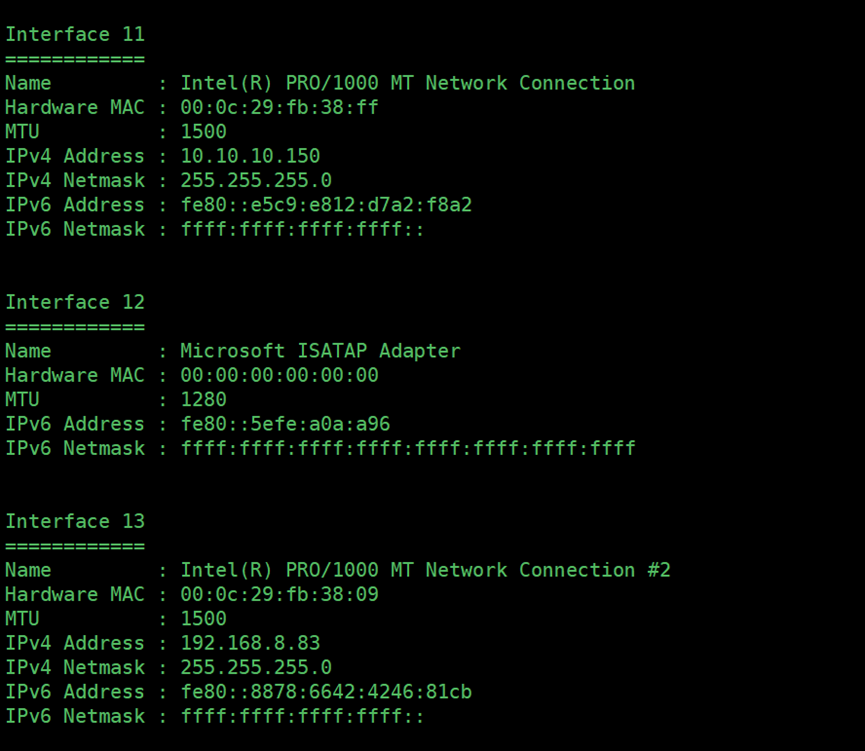 Interface 11
============
Name         : Intel(R) PRO/1000 MT Network Connection
Hardware MAC : 00:0c:29:fb:38:ff
MTU          : 1500
IPv4 Address : 10.10.10.150
IPv4 Netmask : 255.255.255.0
IPv6 Address : fe80::e5c9:e812:d7a2:f8a2
IPv6 Netmask : ffff:ffff:ffff:ffff::
Interface 12
============
Name         : Microsoft ISATAP Adapter
Hardware MAC : 00:00:00:00:00:00
MTU          : 1280
IPv6 Address : fe80::5efe:a0a:a96
IPv6 Netmask : ffff:ffff:ffff:ffff:ffff:ffff:ffff:ffff
Interface 13
============
Name         : Intel(R) PRO/1000 MT Network Connection #2
Hardware MAC : 00:0c:29:fb:38:09
MTU          : 1500
IPv4 Address : 192.168.8.83
IPv4 Netmask : 255.255.255.0
IPv6 Address : fe80::8878:6642:4246:81cb
IPv6 Netmask : ffff:ffff:ffff:ffff::